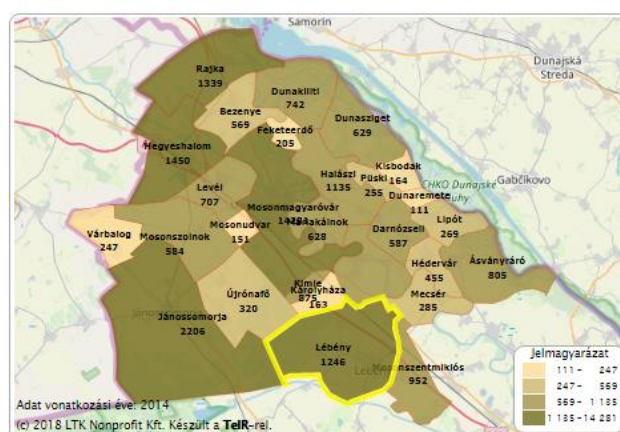 Samorin
Dunajská
Streda
Rajka
1339
Dunakiliti
742
Bezenye
569
Dunasziget
629
Feketeerdő
205
Hegyeshalom
1450
Halászi
1135
Püski
255
Kisbodak
164
Gabčíkovo
CHKO Dunajské
luhy
Levél
707
Dunaremete
111
Mosonmagyaróvár
Lipót
269
Várbalog
247
Mosonszolnok
584
Mosonudvar
151
Máriakálnok
628
Darnózseli
587
Hédervár
455
Ásványráró
805
Kimle
875
Károlyháza
163
Mecsér
285
Újrónafő
320
Jánossomorja
2206
Lébény
1246
Mosonszentmiklós
952
Jelmagyarázat
111 - 247
247 - 569
569 - 1 185
1 185 - 14 281
Adat vonatkozási éve: 2014
(c) 2018 LTK Nonprofit Kft. Készült a TeIR-rel.